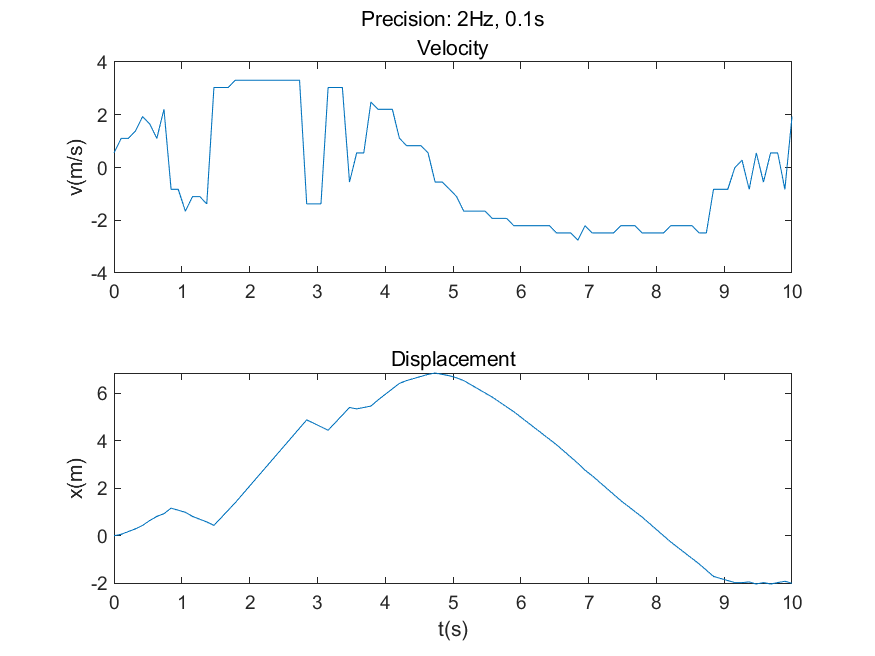 Precision: 2Hz, 0.1s
Velocity
4
2
0
-2
-4
v(m/s)
0 1 2 3 4 5 6 7 8 9 10
Displacement
6
4
2
0
-2
x(m)
0 1 2 3 4 5 6 7 8 9 10
t(s)